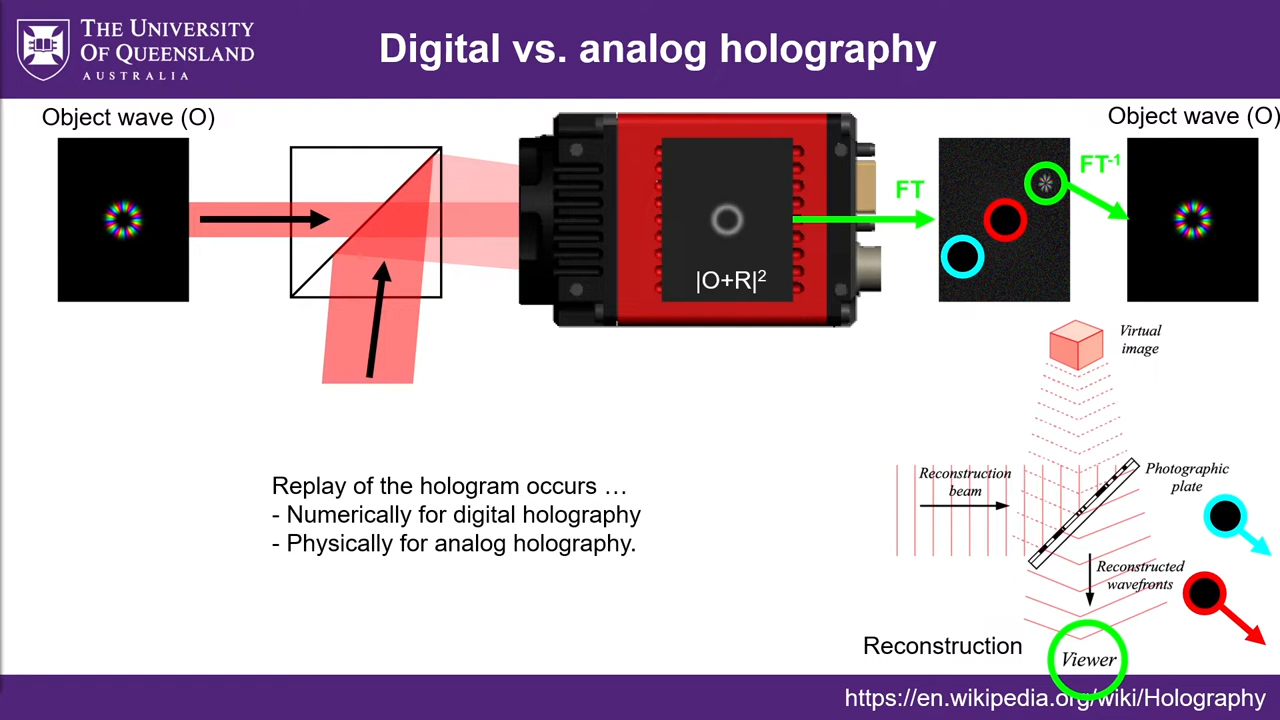 THE UNIVERSITY
OF QUEENSLAND
AUSTRALIA
Digital vs. analog holography
Object wave (O)
Object wave (O)
FT
FT-1
|O+R|²
Virtual
image
Replay of the hologram occurs …
- Numerically for digital holography
- Physically for analog holography.
Reconstruction
beam
Photographic
plate
Reconstructed
wavefronts
Reconstruction
Viewer
https://en.wikipedia.org/wiki/Holography